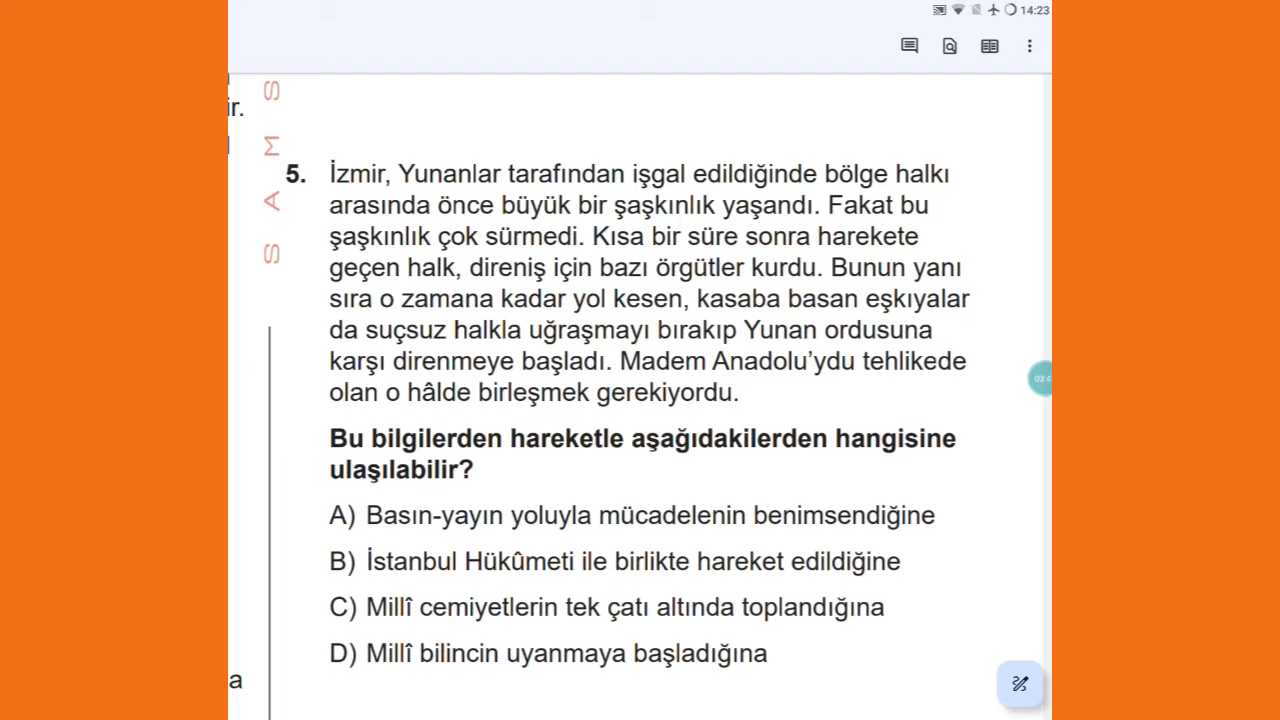 14:23
ir.
S A M S
5. İzmir, Yunanlar tarafından işgal edildiğinde bölge halkı
arasında önce büyük bir şaşkınlık yaşandı. Fakat bu
şaşkınlık çok sürmedi. Kısa bir süre sonra harekete
geçen halk, direniş için bazı örgütler kurdu. Bunun yanı
sıra o zamana kadar yol kesen, kasaba basan eşkıyalar
da suçsuz halkla uğraşmayı bırakıp Yunan ordusuna
karşı direnmeye başladı. Madem Anadolu’ydu tehlikede
olan o hâlde birleşmek gerekiyordu.
Bu bilgilerden hareketle aşağıdakilerden hangisine
ulaşılabilir?
A) Basın-yayın yoluyla mücadelenin benimsendiğine
B) İstanbul Hükûmeti ile birlikte hareket edildiğine
C) Millî cemiyetlerin tek çatı altında toplandığına
D) Millî bilincin uyanmaya başladığına
a